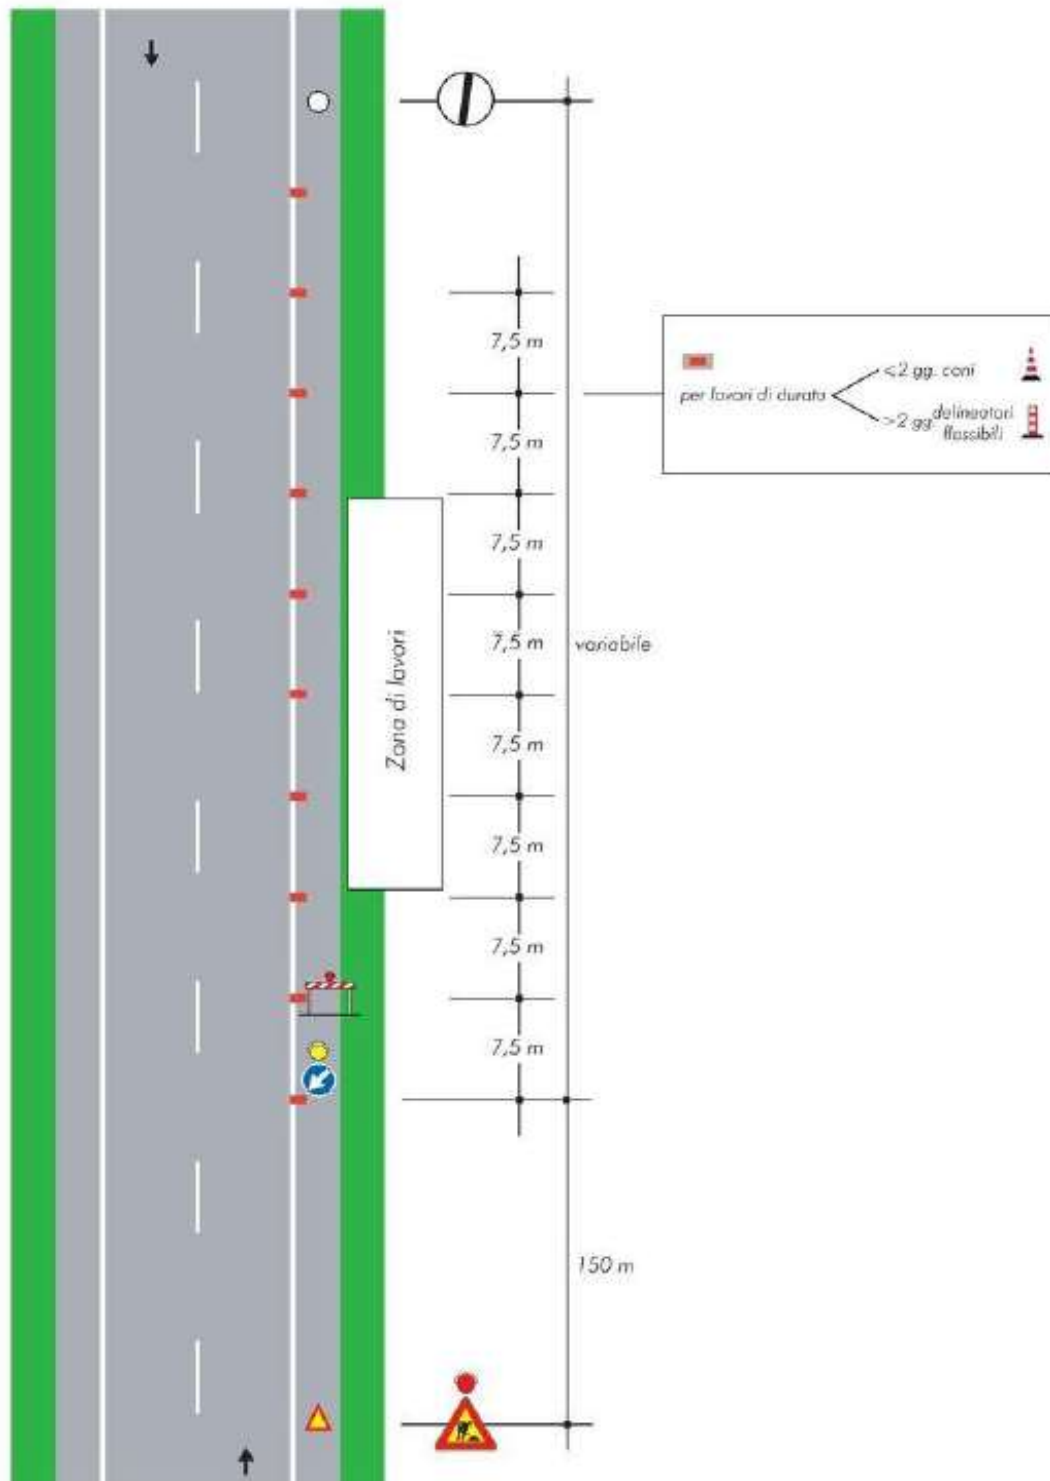 7,5 m
per lavori di durata
<2 gg. coni
>2 gg. delineatori
flessibili
7,5 m
7,5 m
Zona di lavori
7,5 m
variabile
7,5 m
7,5 m
7,5 m
7,5 m
150 m